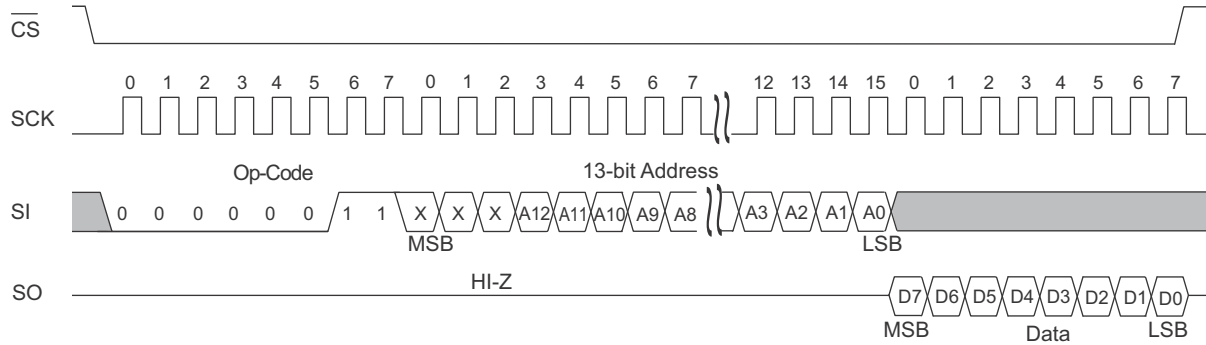 CS
0 1 2 3 4 5 6 7 0 1 2 3 4 5 6 7 12 13 14 15 0 1 2 3 4 5 6 7
SCK
Op-Code 13-bit Address
SI 0 0 0 0 0 0 1 1 X X X A12 A11 A10 A9 A8 A3 A2 A1 A0
MSB LSB
HI-Z
SO D7 D6 D5 D4 D3 D2 D1 D0
MSB Data LSB